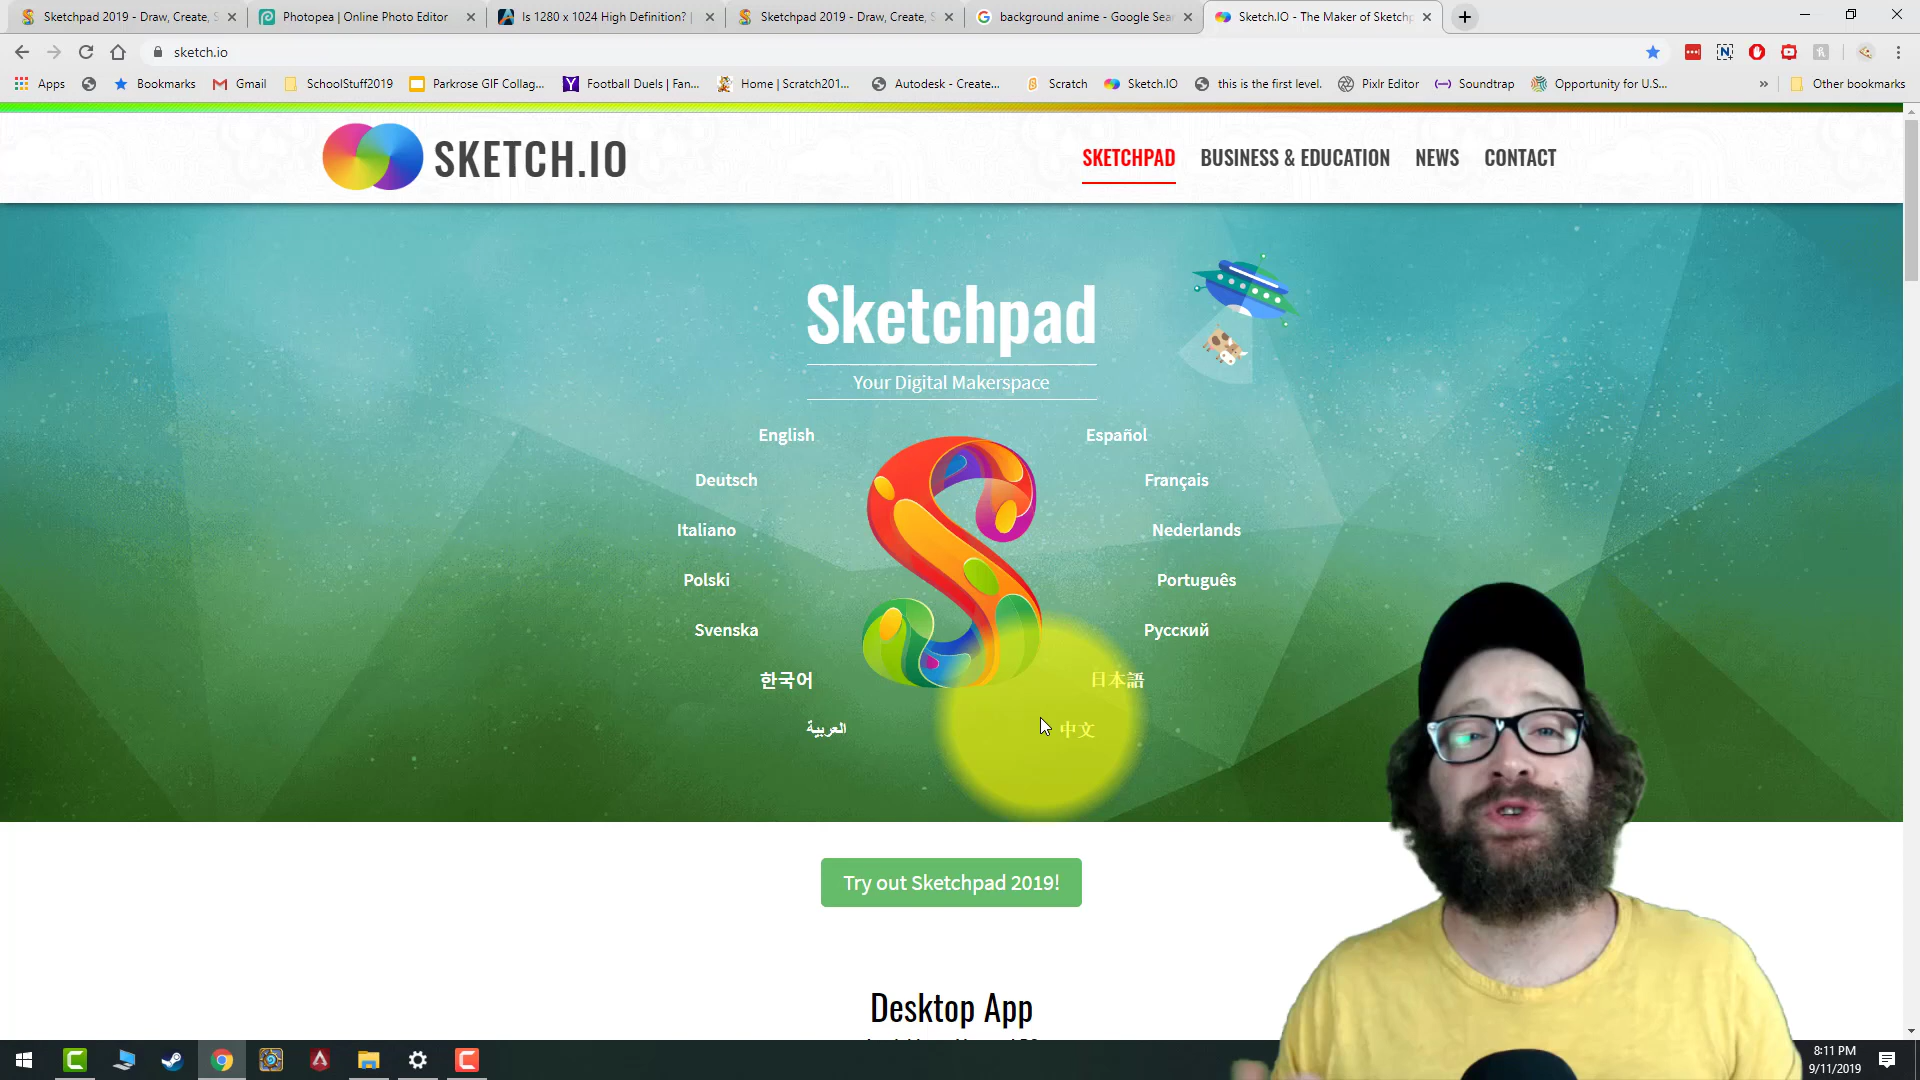 Sketchpad 2019 - Draw, Create, S
Photopea | Online Photo Editor
Is 1280 x 1024 High Definition? |
Sketchpad 2019 - Draw, Create, S
background anime - Google Sea
Sketch.IO - The Maker of Sketchp
sketch.io
Apps
Bookmarks
Gmail
SchoolStuff2019
Parkrose GIF Collag...
Football Duels | Fan...
Home | Scratch201...
Autodesk - Create...
Scratch
Sketch.IO
this is the first level.
Pixlr Editor
Soundtrap
Opportunity for U.S...
»
Other bookmarks
SKETCH.IO
SKETCHPAD
BUSINESS & EDUCATION
NEWS
CONTACT
Sketchpad
Your Digital Makerspace
English
Español
Deutsch
Français
Italiano
Nederlands
Polski
Português
Svenska
Русский
한국어
日本語
العربية
中文
Try out Sketchpad 2019!
Desktop App
8:11 PM
9/11/2019